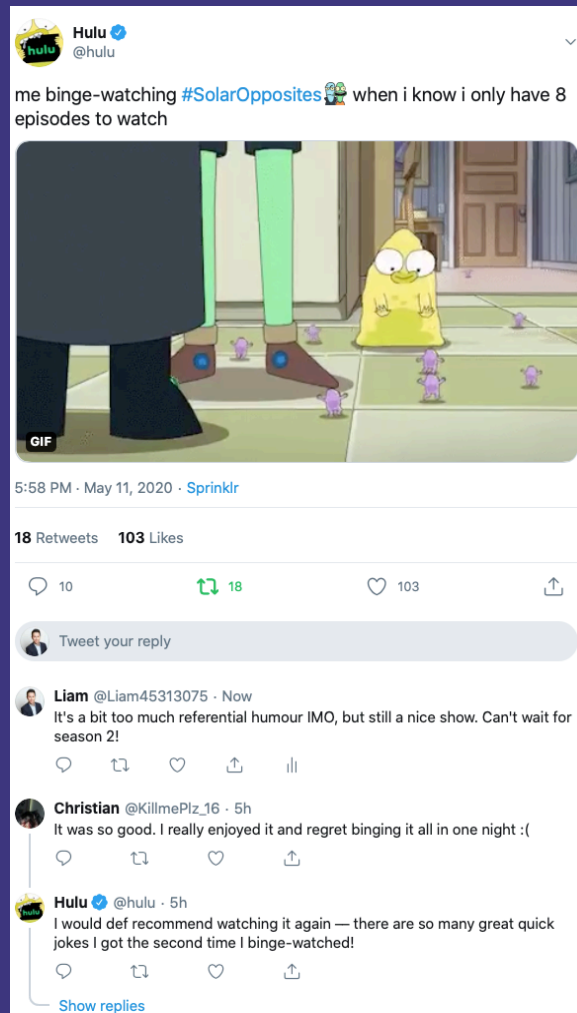 Hulu
@hulu
hulu
me binge-watching #SolarOpposites when i know i only have 8
episodes to watch
GIF
5:58 PM · May 11, 2020 · Sprinklr
18 Retweets 103 Likes
10 18 103
Tweet your reply
Liam @Liam45313075 · Now
It's a bit too much referential humour IMO, but still a nice show. Can't wait for
season 2!
Christian @KillmePlz_16 · 5h
It was so good. I really enjoyed it and regret binging it all in one night :(
Hulu @hulu · 5h
hulu
I would def recommend watching it again — there are so many great quick
jokes I got the second time I binge-watched!
Show replies